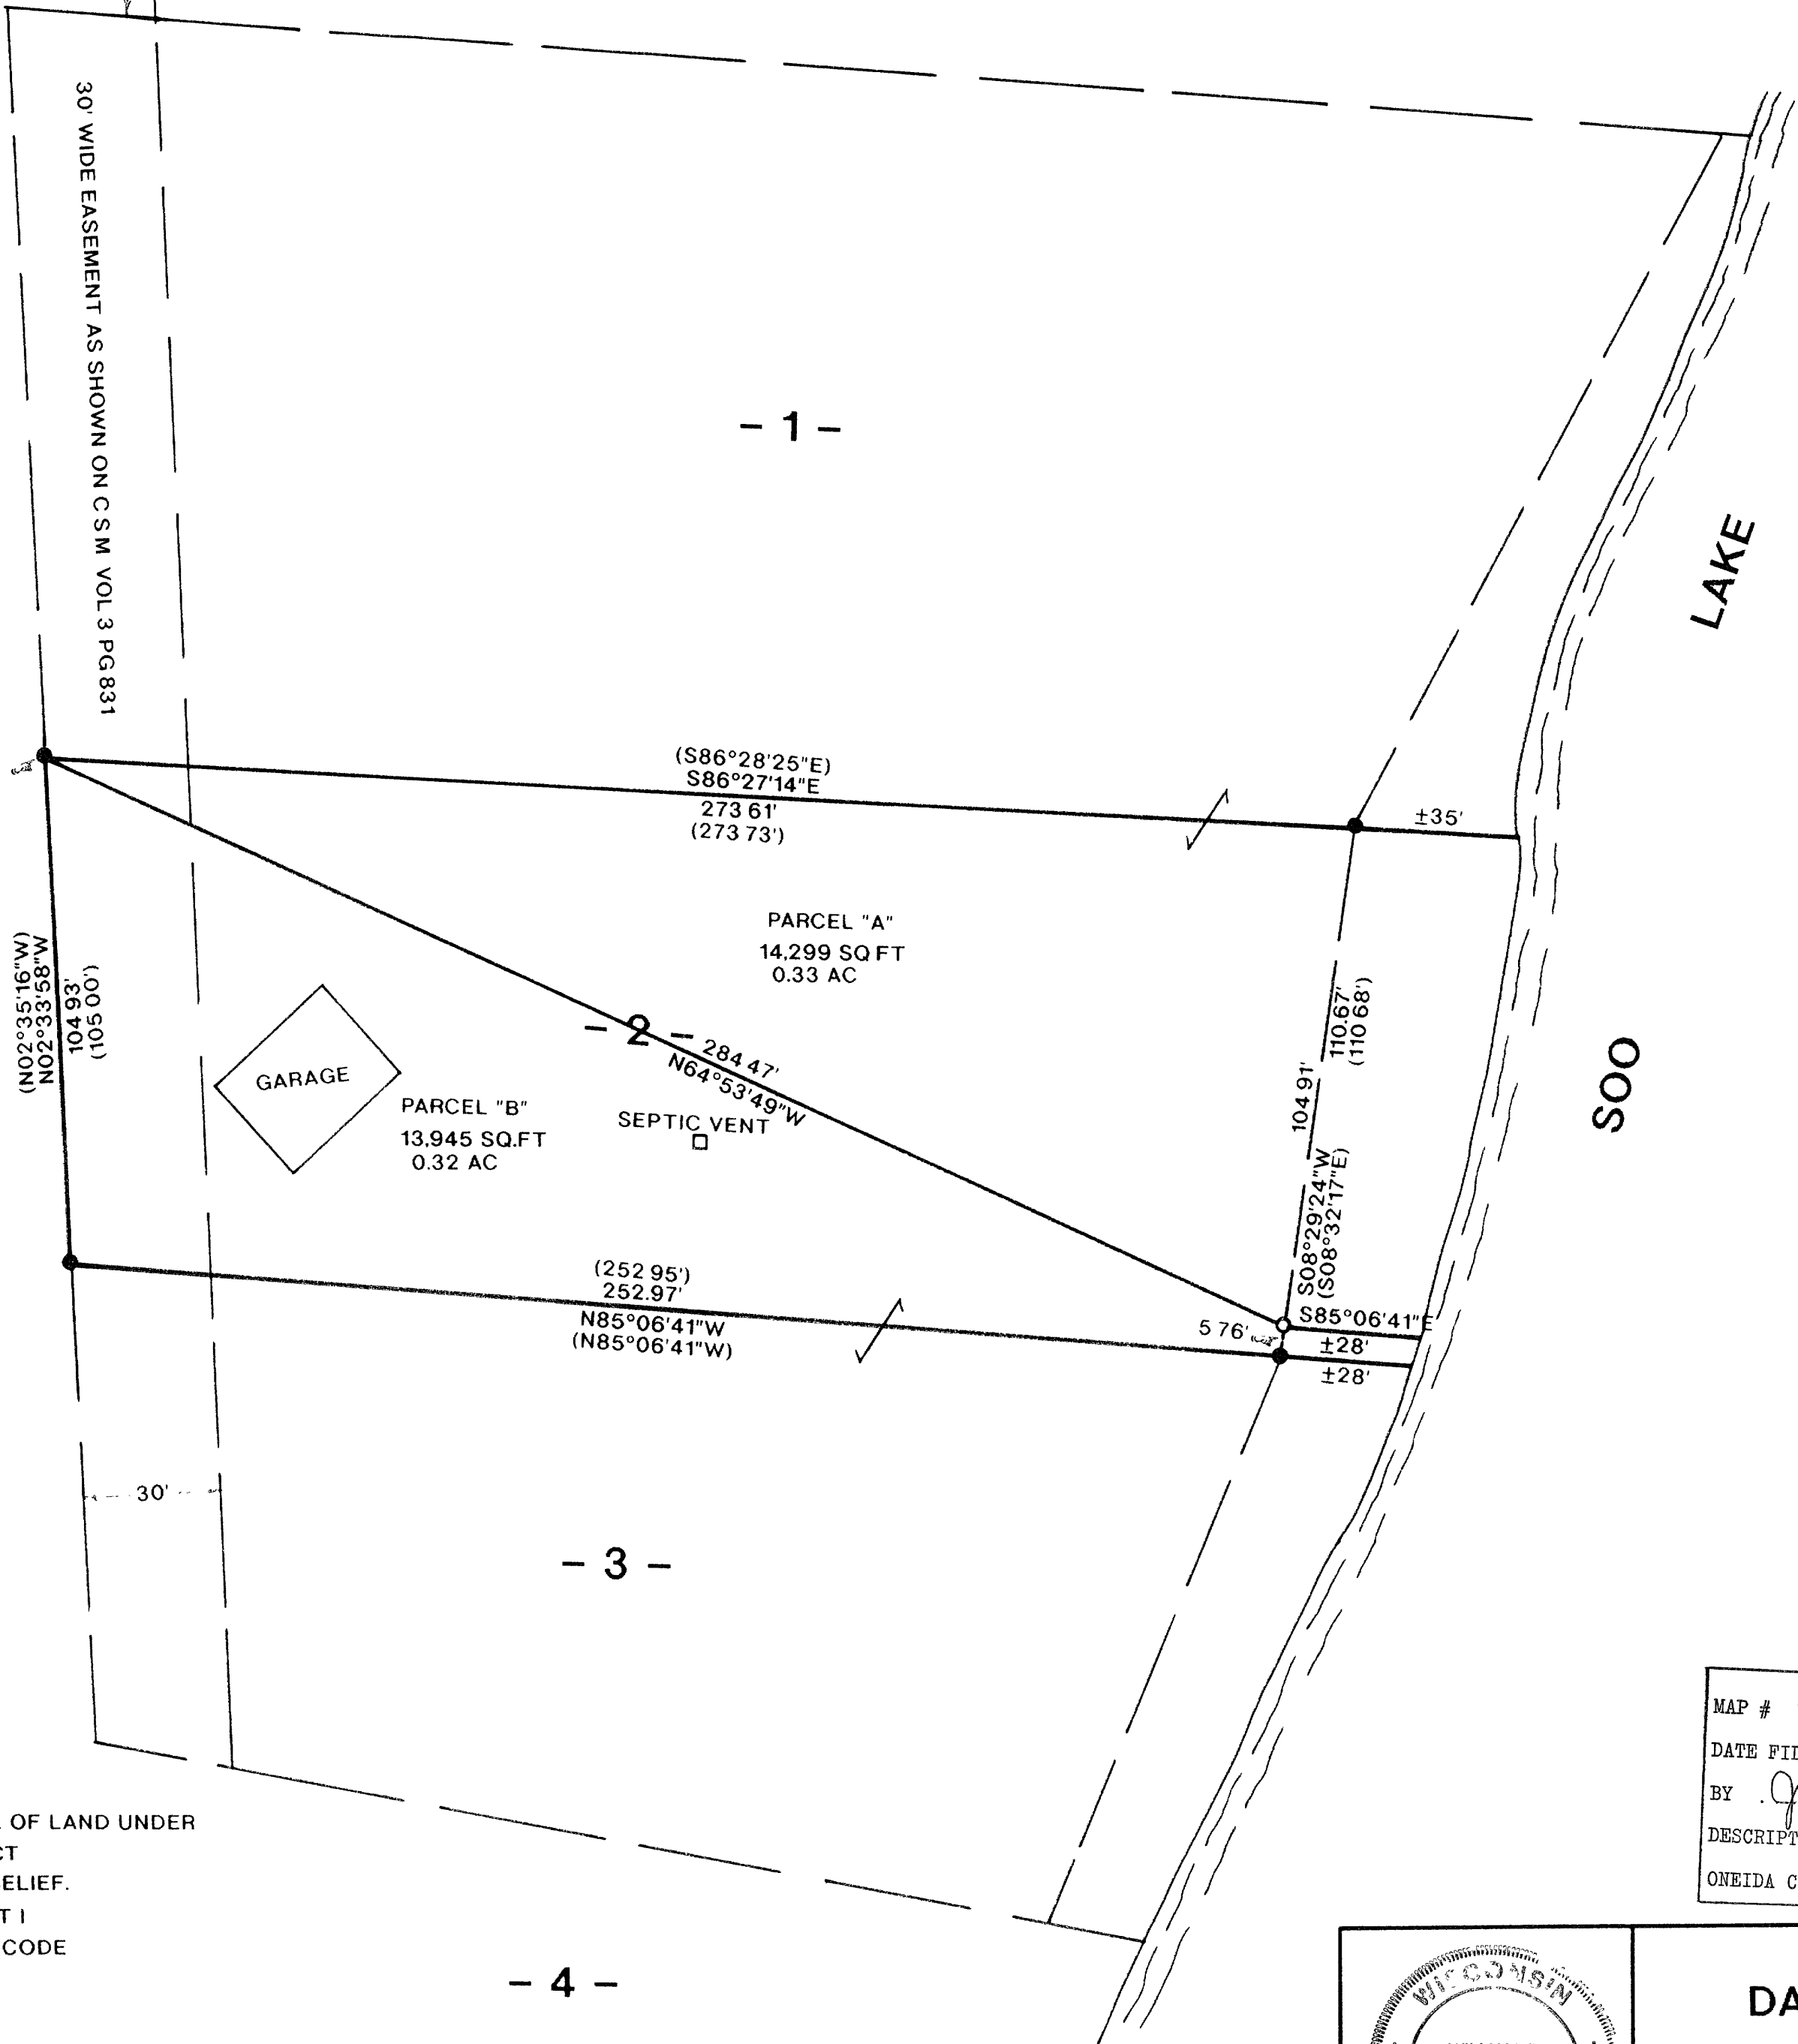 30' WIDE EASEMENT AS SHOWN ON C S M VOL 3 PG 831
- 1 -
LAKE
SOO
(S86°28'25"E)
S86°27'14"E
273 61'
(273 73')
±35'
PARCEL "A"
14,299 SQ FT
0.33 AC
(N02°35'16"W)
N02°33'58"W
104 93'
(105 00')
- 2 -
284 47'
N64°53'49"W
GARAGE
PARCEL "B"
13,945 SQ.FT
0.32 AC
SEPTIC VENT
110.67'
(110 68')
104 91'
S08°29'24"W
(S08°32'17"E)
(252 95')
252.97'
N85°06'41"W
(N85°06'41"W)
5 76'
S85°06'41"E
±28'
±28'
30'
- 3 -
OF LAND UNDER
CT
ELIEF.
T I
CODE
- 4 -
MAP #
DATE FIL
BY
DESCRIPT
ONEIDA C
WISCONSIN
DA